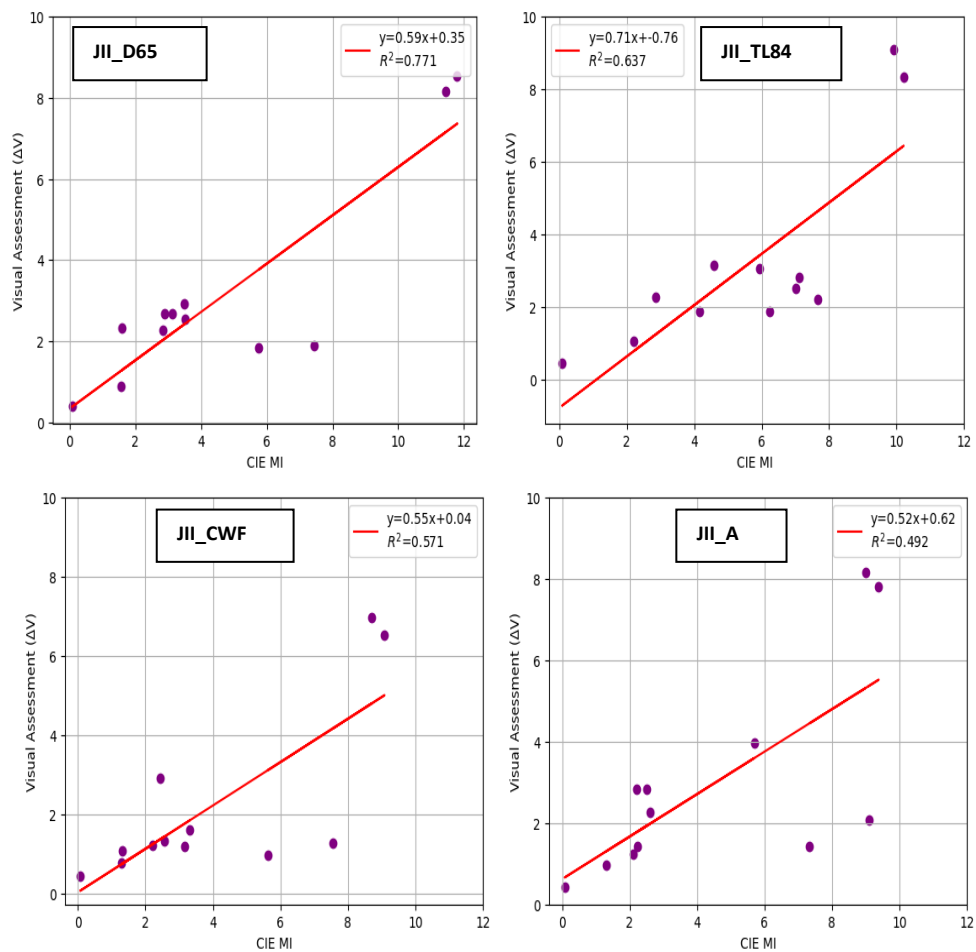 JII_D65
y=0.59x+0.35
R²=0.771
Visual Assessment (ΔV)
10
8
6
4
2
0
0 2 4 6 8 10 12
CIE MI
JII_TL84
y=0.71x+-0.76
R²=0.637
Visual Assessment (ΔV)
10
8
6
4
2
0
0 2 4 6 8 10 12
CIE MI
JII_CWF
y=0.55x+0.04
R²=0.571
Visual Assessment (ΔV)
10
8
6
4
2
0
0 2 4 6 8 10 12
CIE MI
JII_A
y=0.52x+0.62
R²=0.492
Visual Assessment (ΔV)
10
8
6
4
2
0
0 2 4 6 8 10 12
CIE MI